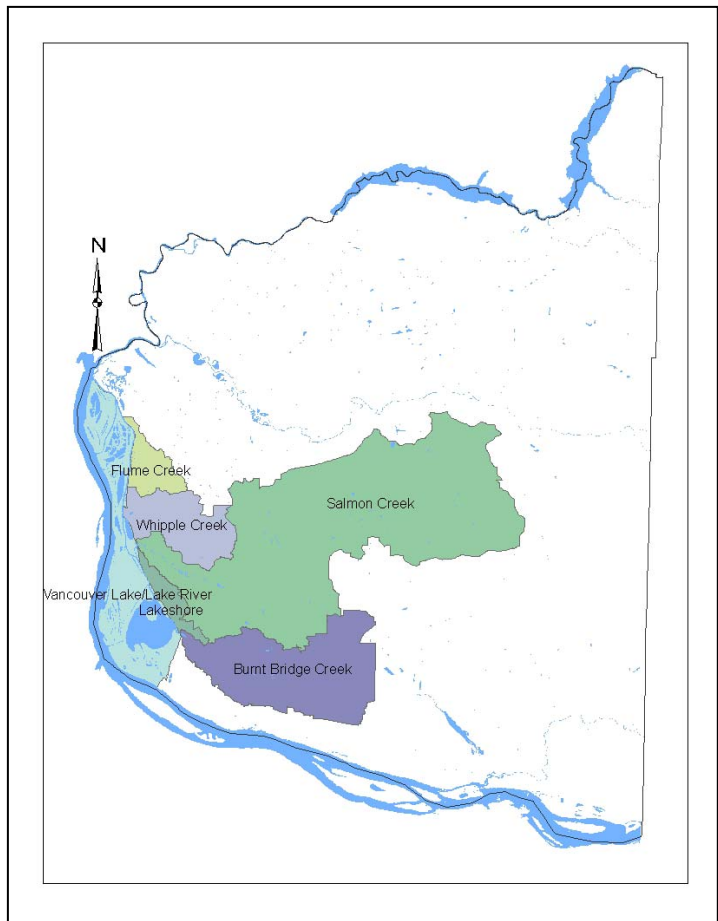 N
Flume Creek
Salmon Creek
Whipple Creek
Vancouver Lake/Lake River
Lakeshore
Burnt Bridge Creek